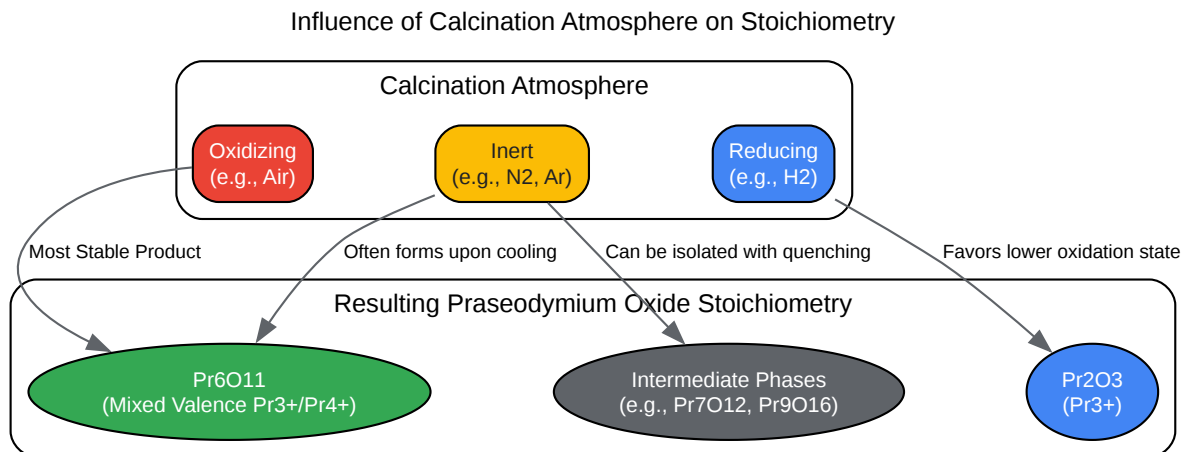 Influence of Calcination Atmosphere on Stoichiometry
Calcination Atmosphere
Oxidizing
(e.g., Air)
Inert
(e.g., N2, Ar)
Reducing
(e.g., H2)
Most Stable Product
Often forms upon cooling
Can be isolated with quenching
Favors lower oxidation state
Resulting Praseodymium Oxide Stoichiometry
Pr6O11
(Mixed Valence Pr3+/Pr4+)
Intermediate Phases
(e.g., Pr7O12, Pr9O16)
Pr2O3
(Pr3+)